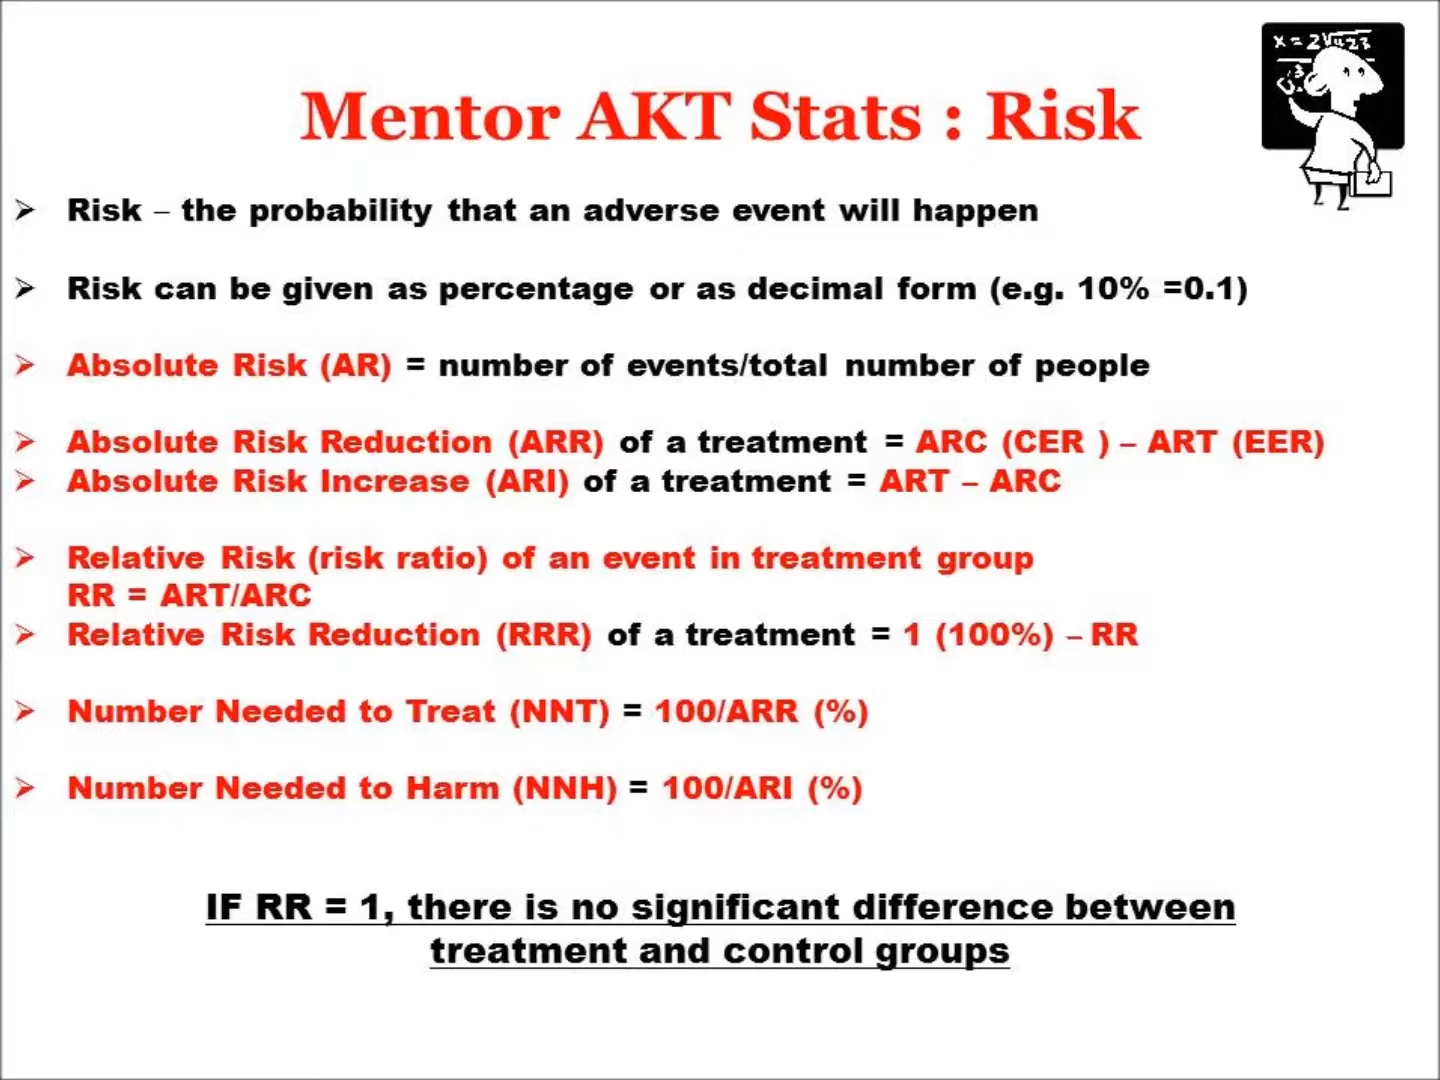 Mentor AKT Stats : Risk
➢ Risk – the probability that an adverse event will happen
➢ Risk can be given as percentage or as decimal form (e.g. 10% =0.1)
➢ Absolute Risk (AR) = number of events/total number of people
➢ Absolute Risk Reduction (ARR) of a treatment = ARC (CER ) – ART (EER)
➢ Absolute Risk Increase (ARI) of a treatment = ART – ARC
➢ Relative Risk (risk ratio) of an event in treatment group
RR = ART/ARC
➢ Relative Risk Reduction (RRR) of a treatment = 1 (100%) – RR
➢ Number Needed to Treat (NNT) = 100/ARR (%)
➢ Number Needed to Harm (NNH) = 100/ARI (%)
IF RR = 1, there is no significant difference between
treatment and control groups